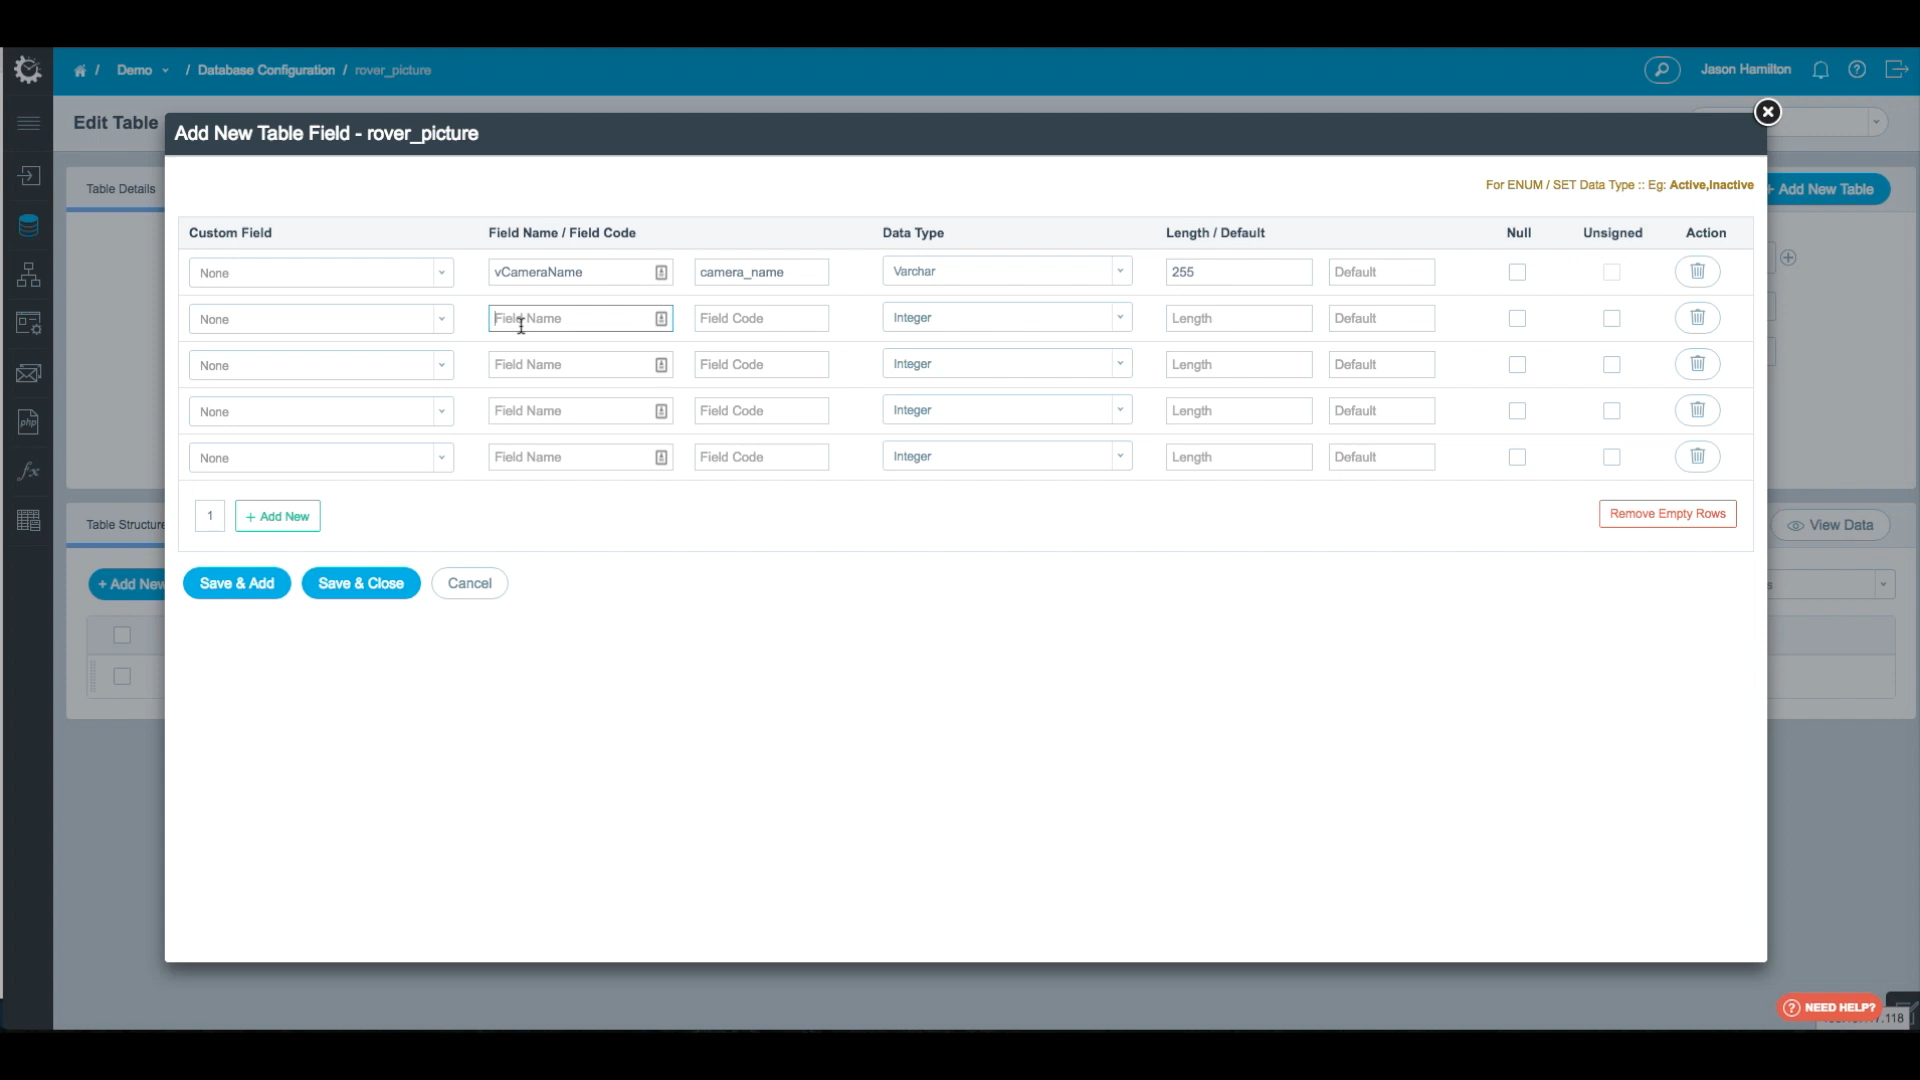 / Demo / Database Configuration / rover_picture
Jason Hamilton
Edit Table
Add New Table Field - rover_picture
Table Details
For ENUM / SET Data Type :: Eg: Active,Inactive
+ Add New Table
Custom Field Field Name / Field Code Data Type Length / Default Null Unsigned Action
None vCameraName camera_name Varchar 255 Default
None Field Name Field Code Integer Length Default
None Field Name Field Code Integer Length Default
None Field Name Field Code Integer Length Default
None Field Name Field Code Integer Length Default
php
fx
1 + Add New Remove Empty Rows
Table Structure
View Data
+ Add New
Save & Add Save & Close Cancel
NEED HELP?
118